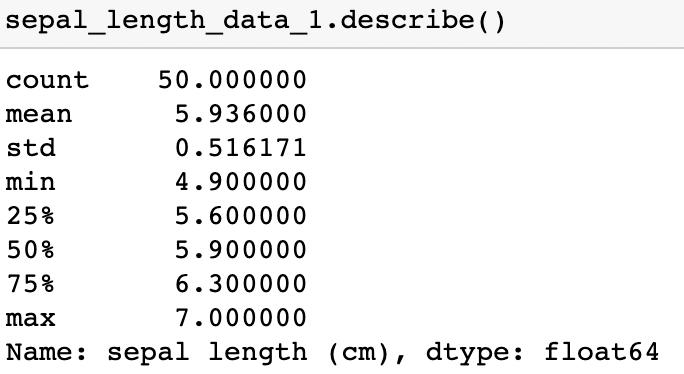 sepal_length_data_1.describe()
count    50.000000
mean      5.936000
std       0.516171
min       4.900000
25%       5.600000
50%       5.900000
75%       6.300000
max       7.000000
Name: sepal length (cm), dtype: float64